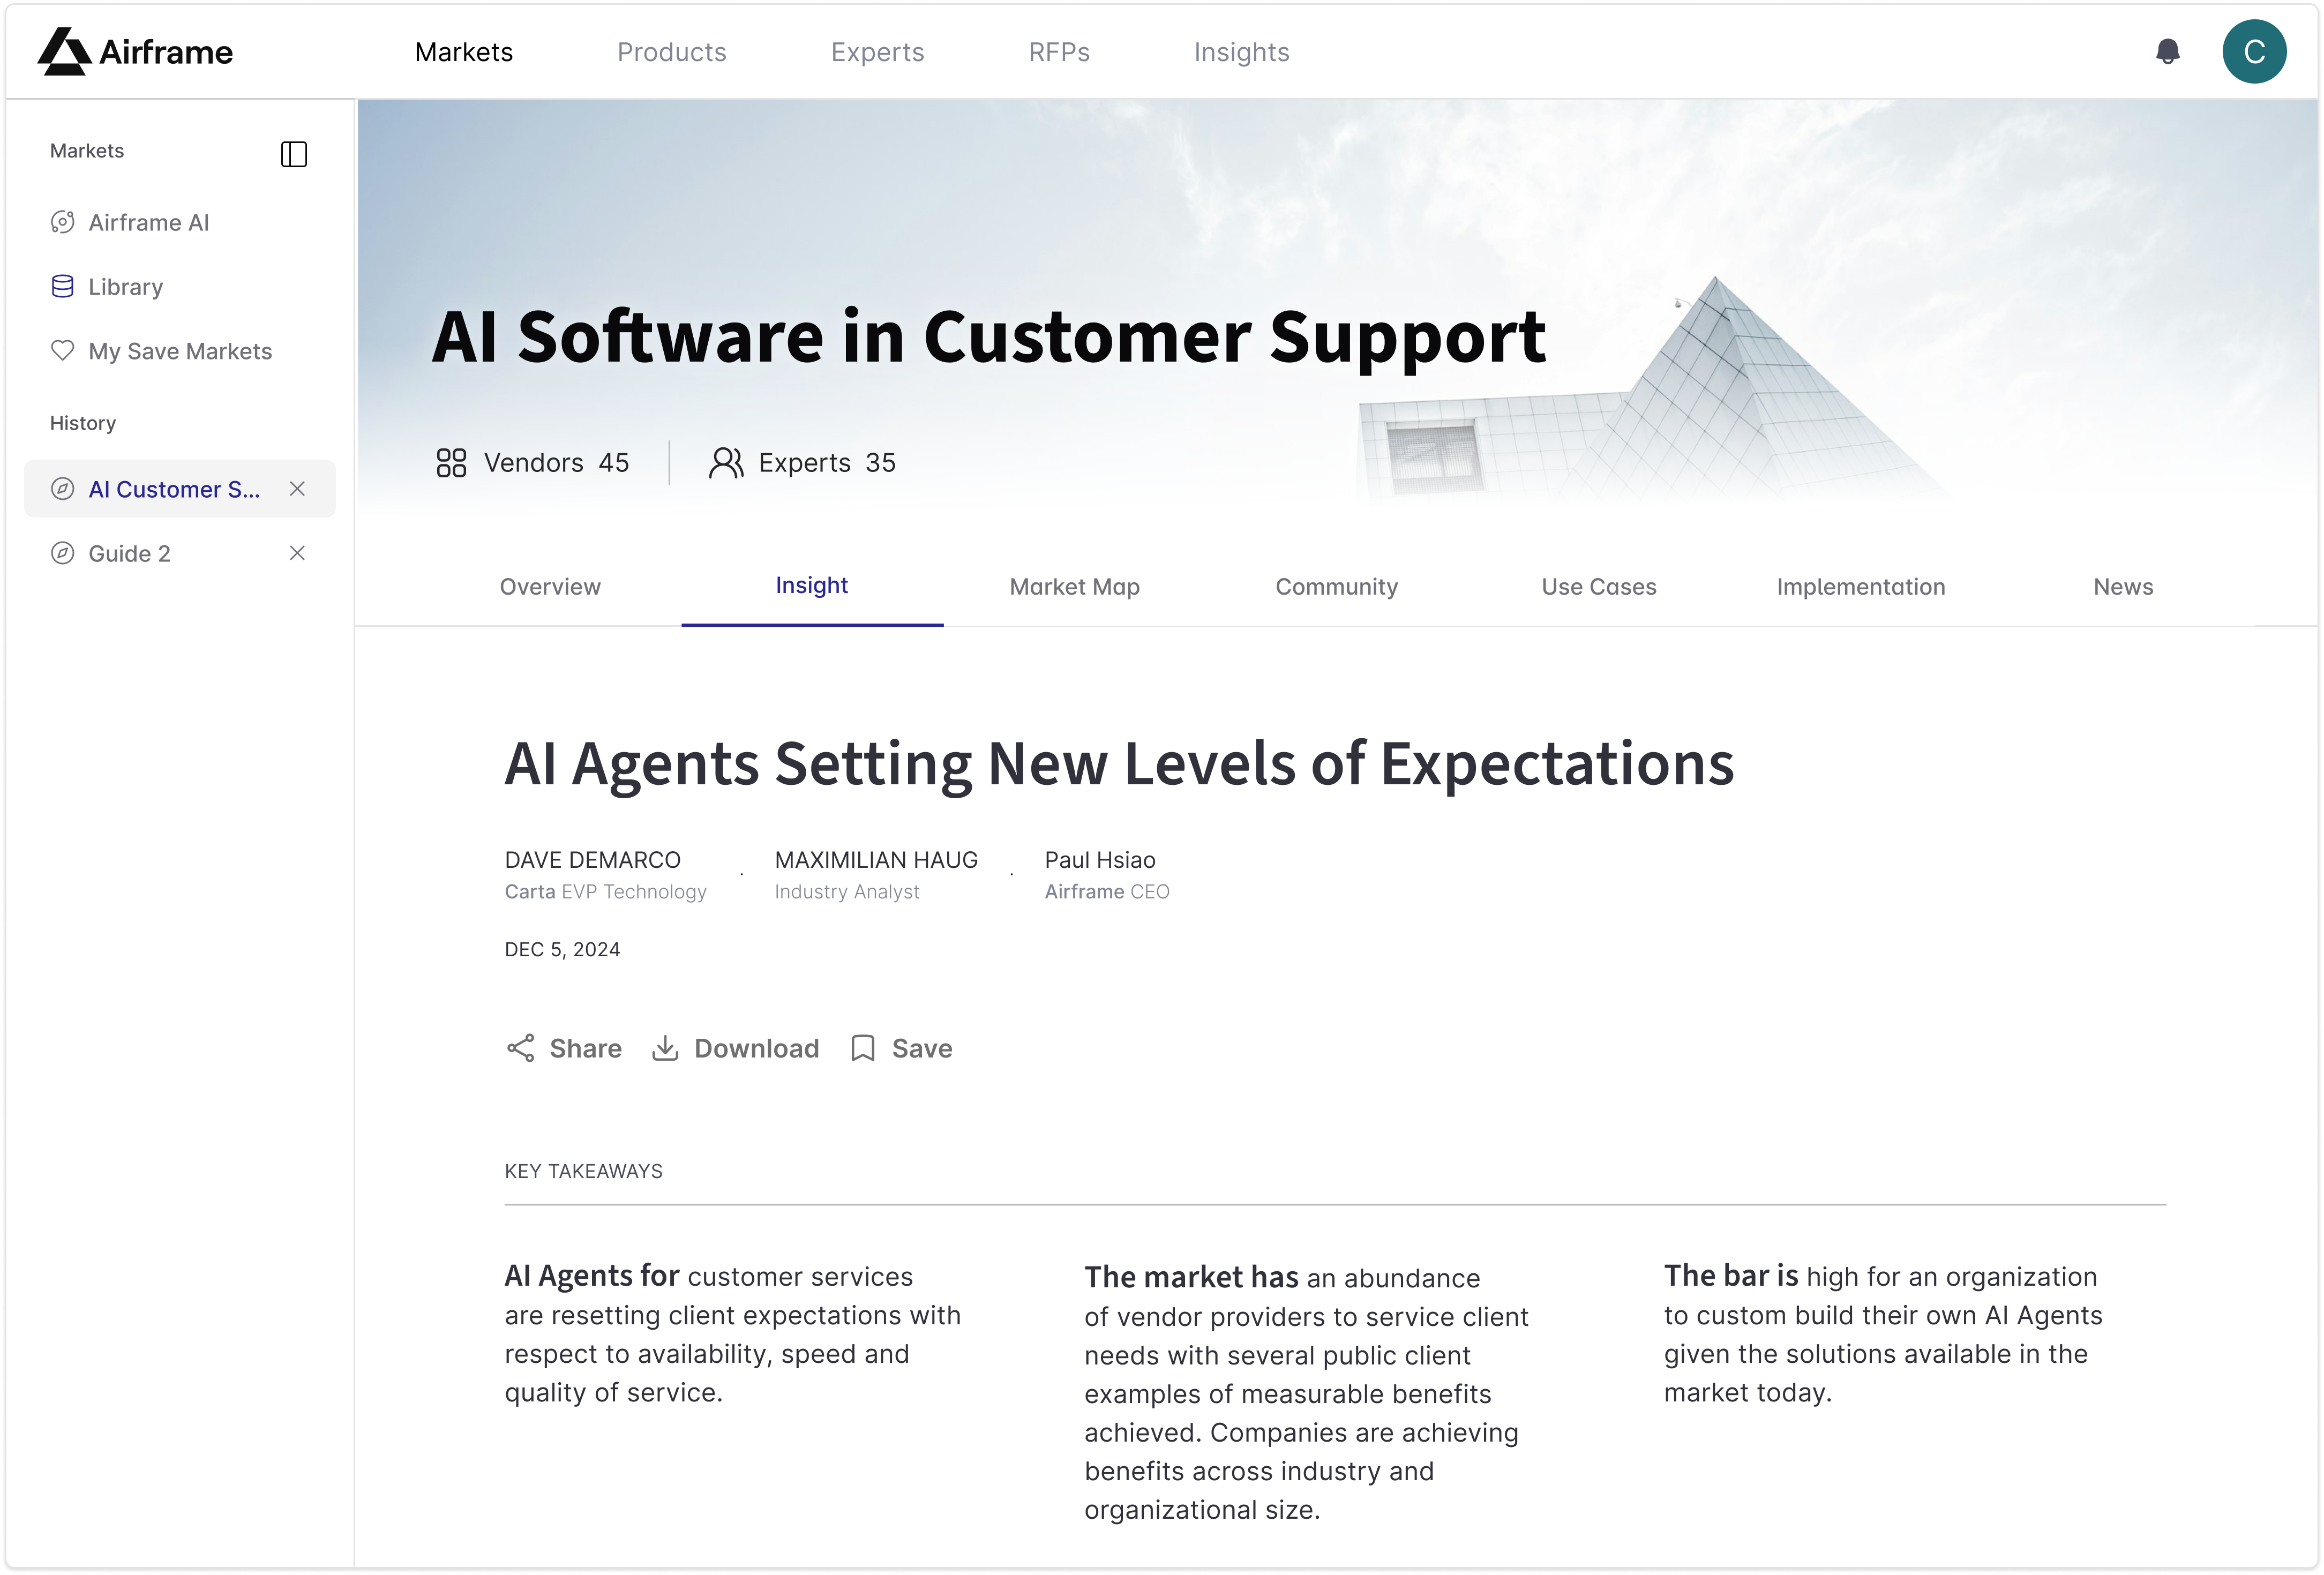 Airframe
Markets
Products
Experts
RFPs
Insights
C
Markets
Airframe AI
Library
My Save Markets
History
AI Customer S...
Guide 2
AI Software in Customer Support
Vendors 45
Experts 35
Overview
Insight
Market Map
Community
Use Cases
Implementation
News
AI Agents Setting New Levels of Expectations
DAVE DEMARCO
Carta EVP Technology
·
MAXIMILIAN HAUG
Industry Analyst
·
Paul Hsiao
Airframe CEO
DEC 5, 2024
Share
Download
Save
KEY TAKEAWAYS
AI Agents for customer services
are resetting client expectations with
respect to availability, speed and
quality of service.
The market has an abundance
of vendor providers to service client
needs with several public client
examples of measurable benefits
achieved. Companies are achieving
benefits across industry and
organizational size.
The bar is high for an organization
to custom build their own AI Agents
given the solutions available in the
market today.